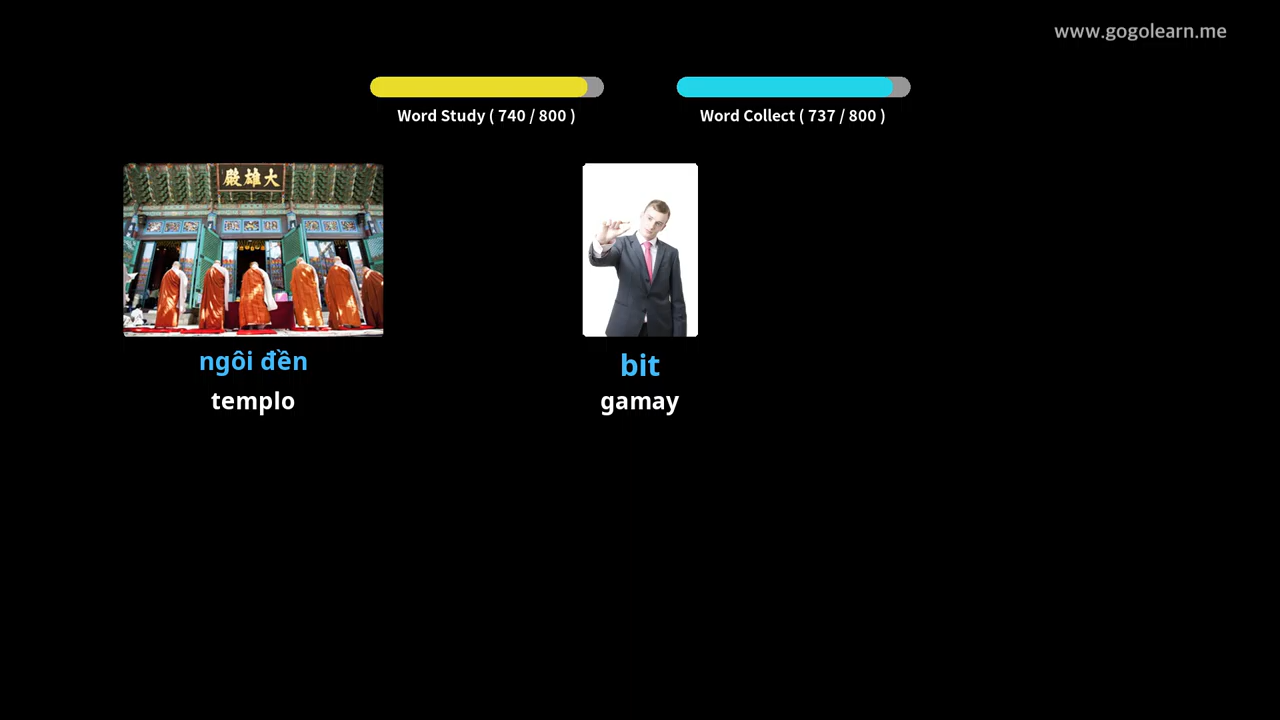 www.gogolearn.me
Word Study ( 740 / 800 )
Word Collect ( 737 / 800 )
殿雄大
ngôi đền
templo
bit
gamay